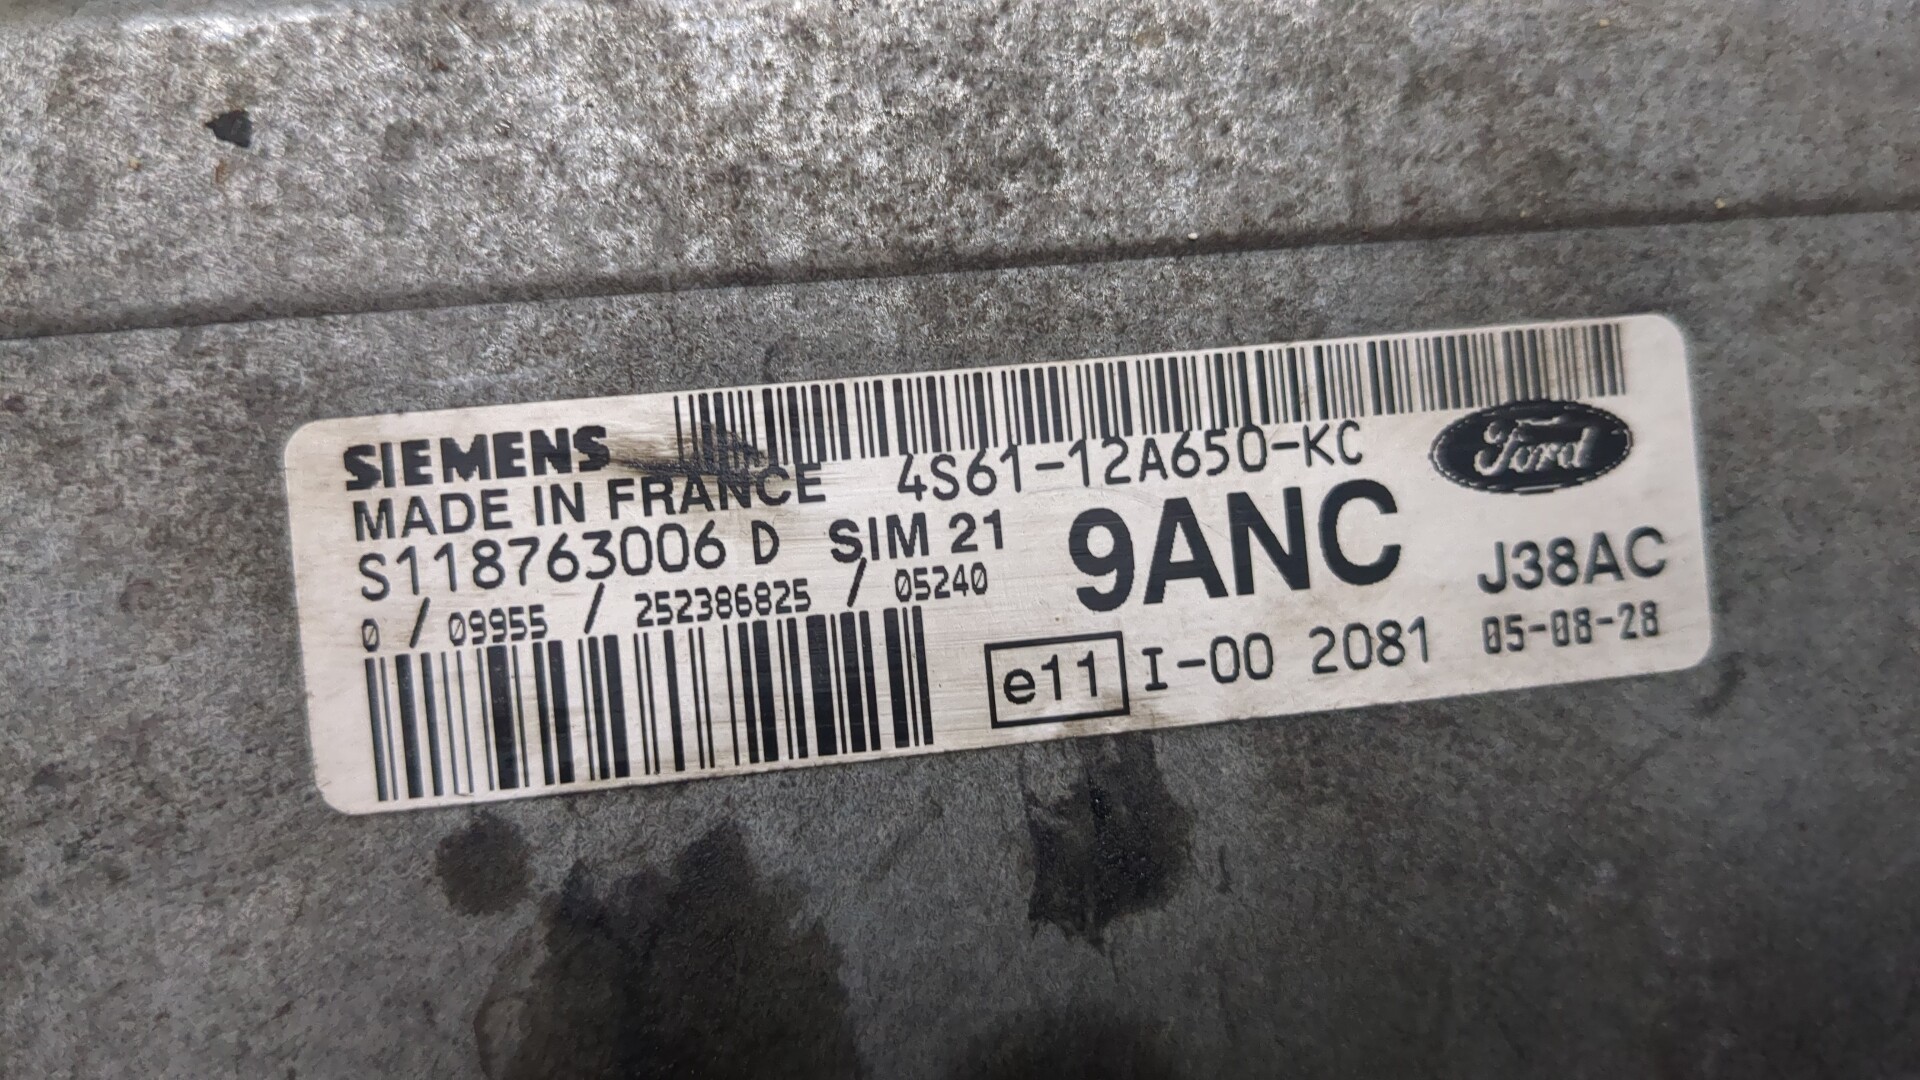 SIEMENS
MADE IN FRANCE
4S61-12A650-KC
Ford
S118763006 D SIM 21
9ANC
J38AC
0 / 09955 / 252386825 / 05240
e11 I-00 2081 05-08-28